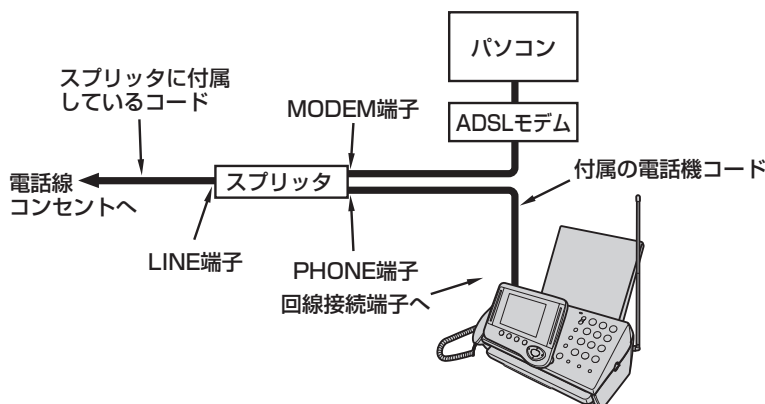 パソコン
スプリッタに付属
しているコード
MODEM端子
ADSLモデム
付属の電話機コード
電話線
コンセントへ
スプリッタ
LINE端子
PHONE端子
回線接続端子へ